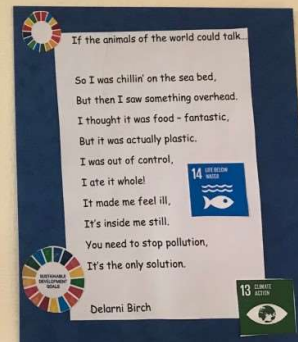 If the animals of the world could talk...
So I was chillin' on the sea bed,
But then I saw something overhead.
I thought it was food - fantastic,
But it was actually plastic.
I was out of control,
I ate it whole!
It made me feel ill,
It's inside me still.
You need to stop pollution,
It's the only solution.
Delarni Birch
14 LIFE BELOW
WATER
SUSTAINABLE
DEVELOPMENT
GOALS
13 CLIMATE
ACTION